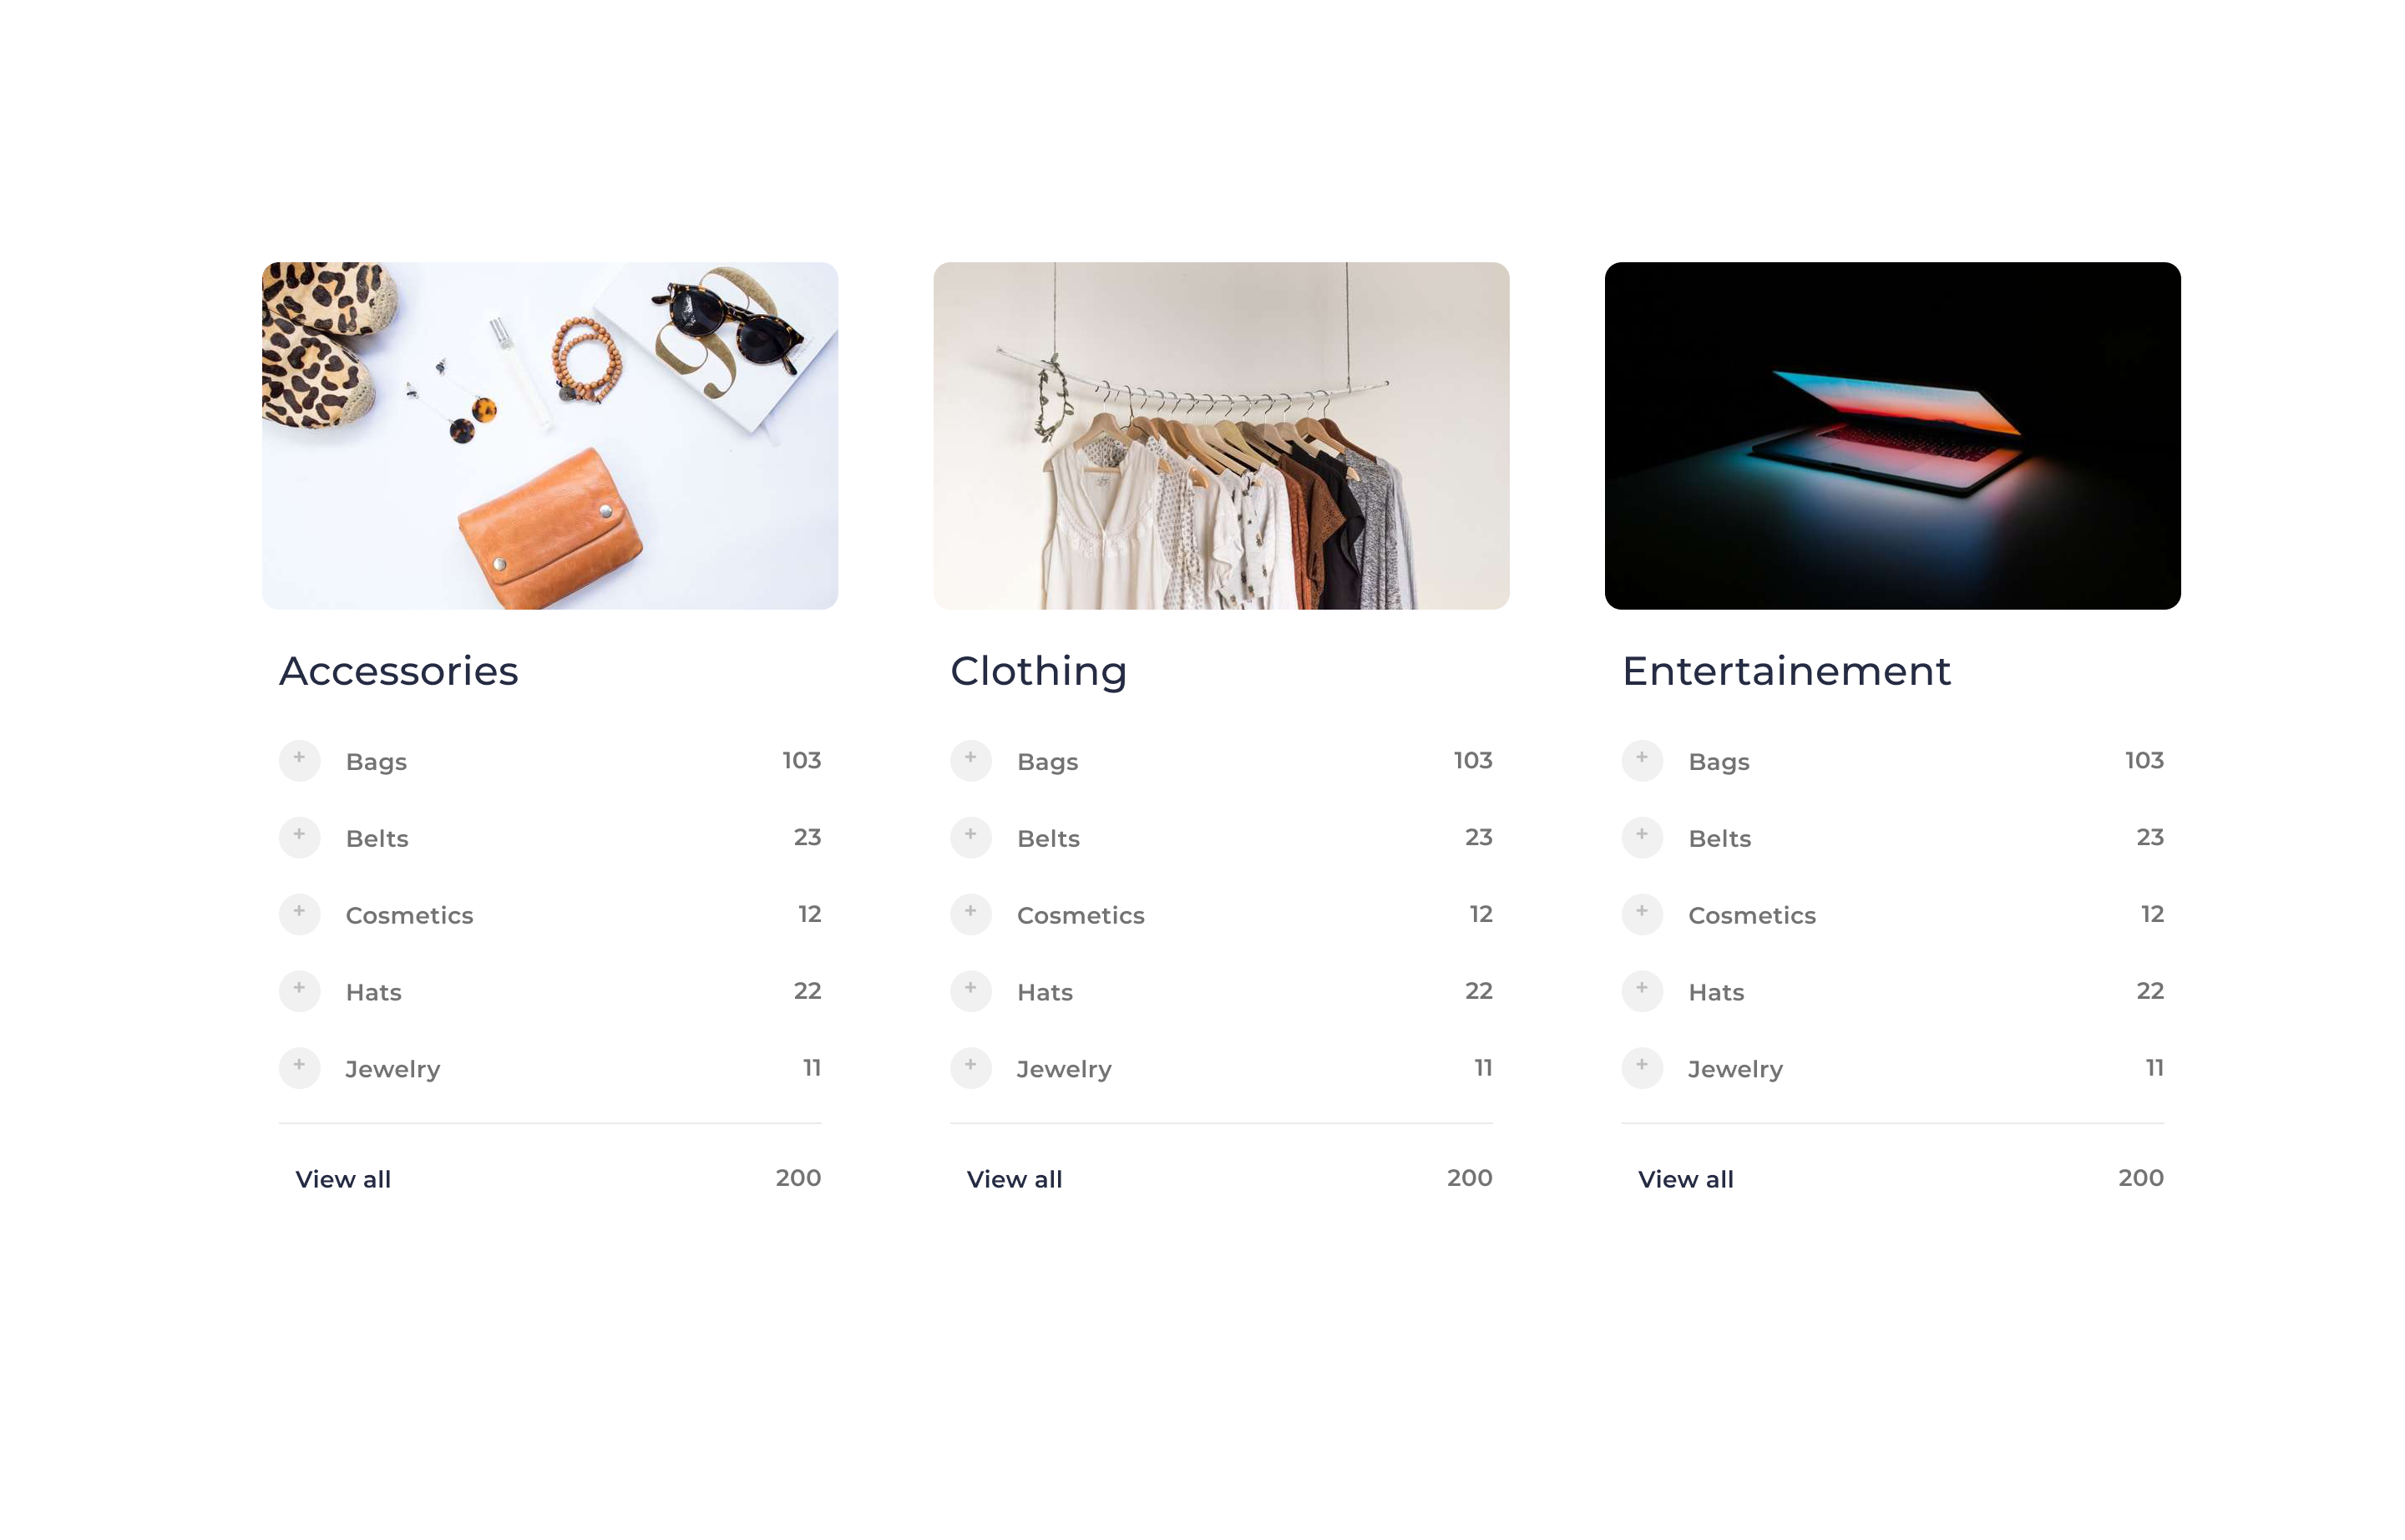 Accessories
+ Bags 103
+ Belts 23
+ Cosmetics 12
+ Hats 22
+ Jewelry 11
View all 200
Clothing
+ Bags 103
+ Belts 23
+ Cosmetics 12
+ Hats 22
+ Jewelry 11
View all 200
Entertainement
+ Bags 103
+ Belts 23
+ Cosmetics 12
+ Hats 22
+ Jewelry 11
View all 200